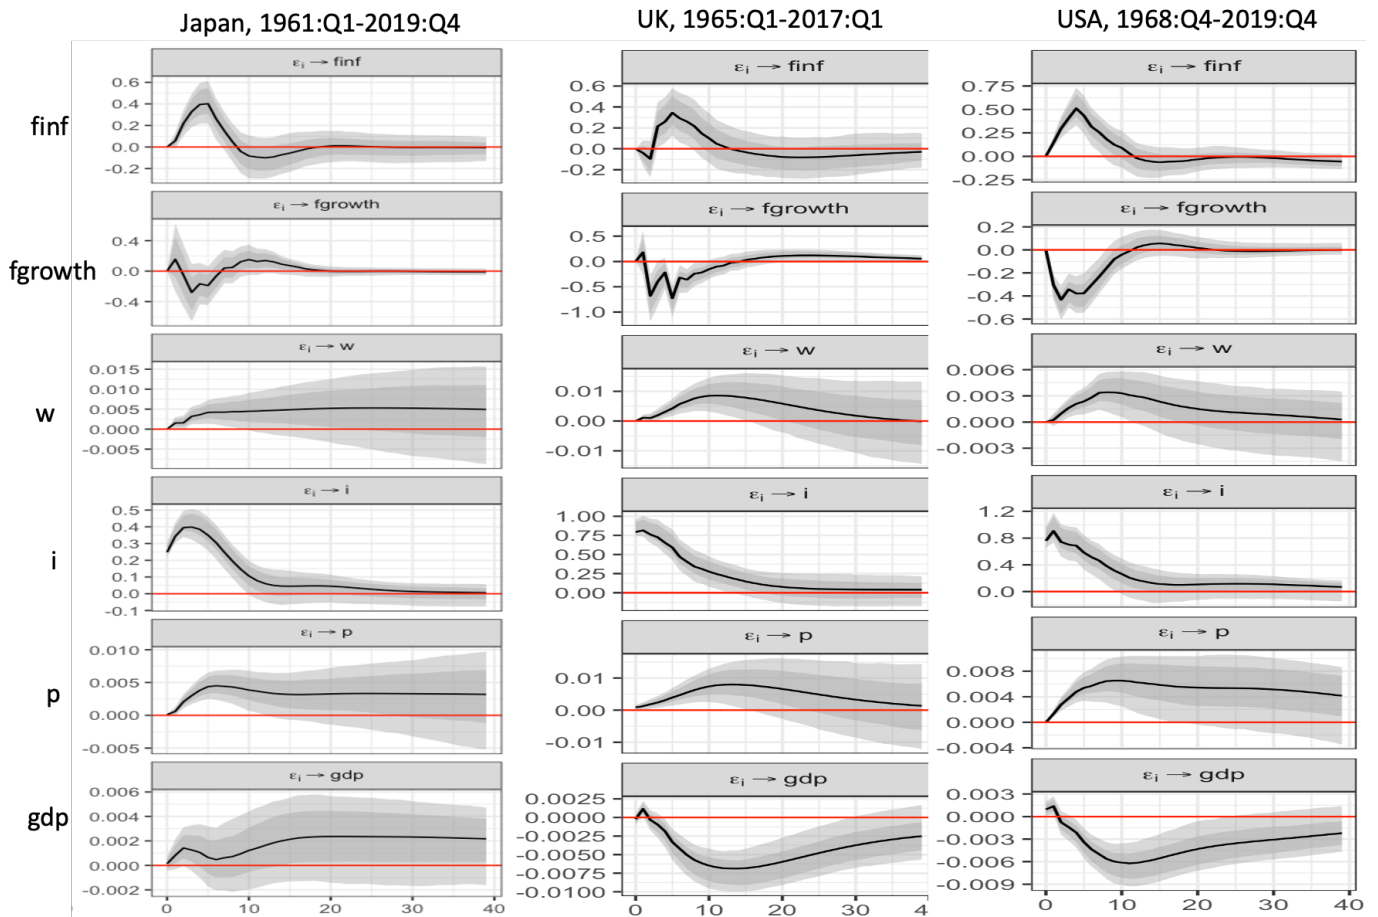 Japan, 1961:Q1-2019:Q4 UK, 1965:Q1-2017:Q1 USA, 1968:Q4-2019:Q4
εi → finf εi → finf εi → finf
finf
0.6 0.4 0.2 0.0 -0.2
0.6 0.4 0.2 0.0 -0.2
0.75 0.50 0.25 0.00 -0.25
εi → fgrowth εi → fgrowth εi → fgrowth
fgrowth
0.4 0.0 -0.4
0.5 0.0 -0.5 -1.0
0.2 0.0 -0.2 -0.4 -0.6
εi → w εi → w εi → w
w
0.015 0.010 0.005 0.000 -0.005
0.01 0.00 -0.01
0.006 0.003 0.000 -0.003
εi → i εi → i εi → i
i
0.5 0.4 0.3 0.2 0.1 0.0 -0.1
1.00 0.75 0.50 0.25 0.00
1.2 0.8 0.4 0.0
εi → p εi → p εi → p
p
0.010 0.005 0.000 -0.005
0.01 0.00 -0.01
0.008 0.004 0.000 -0.004
εi → gdp εi → gdp εi → gdp
gdp
0.006 0.004 0.002 0.000 -0.002
0.0025 0.0000 -0.0025 -0.0050 -0.0075 -0.0100
0.003 0.000 -0.003 -0.006 -0.009
0 10 20 30 40 0 10 20 30 4 0 10 20 30 40